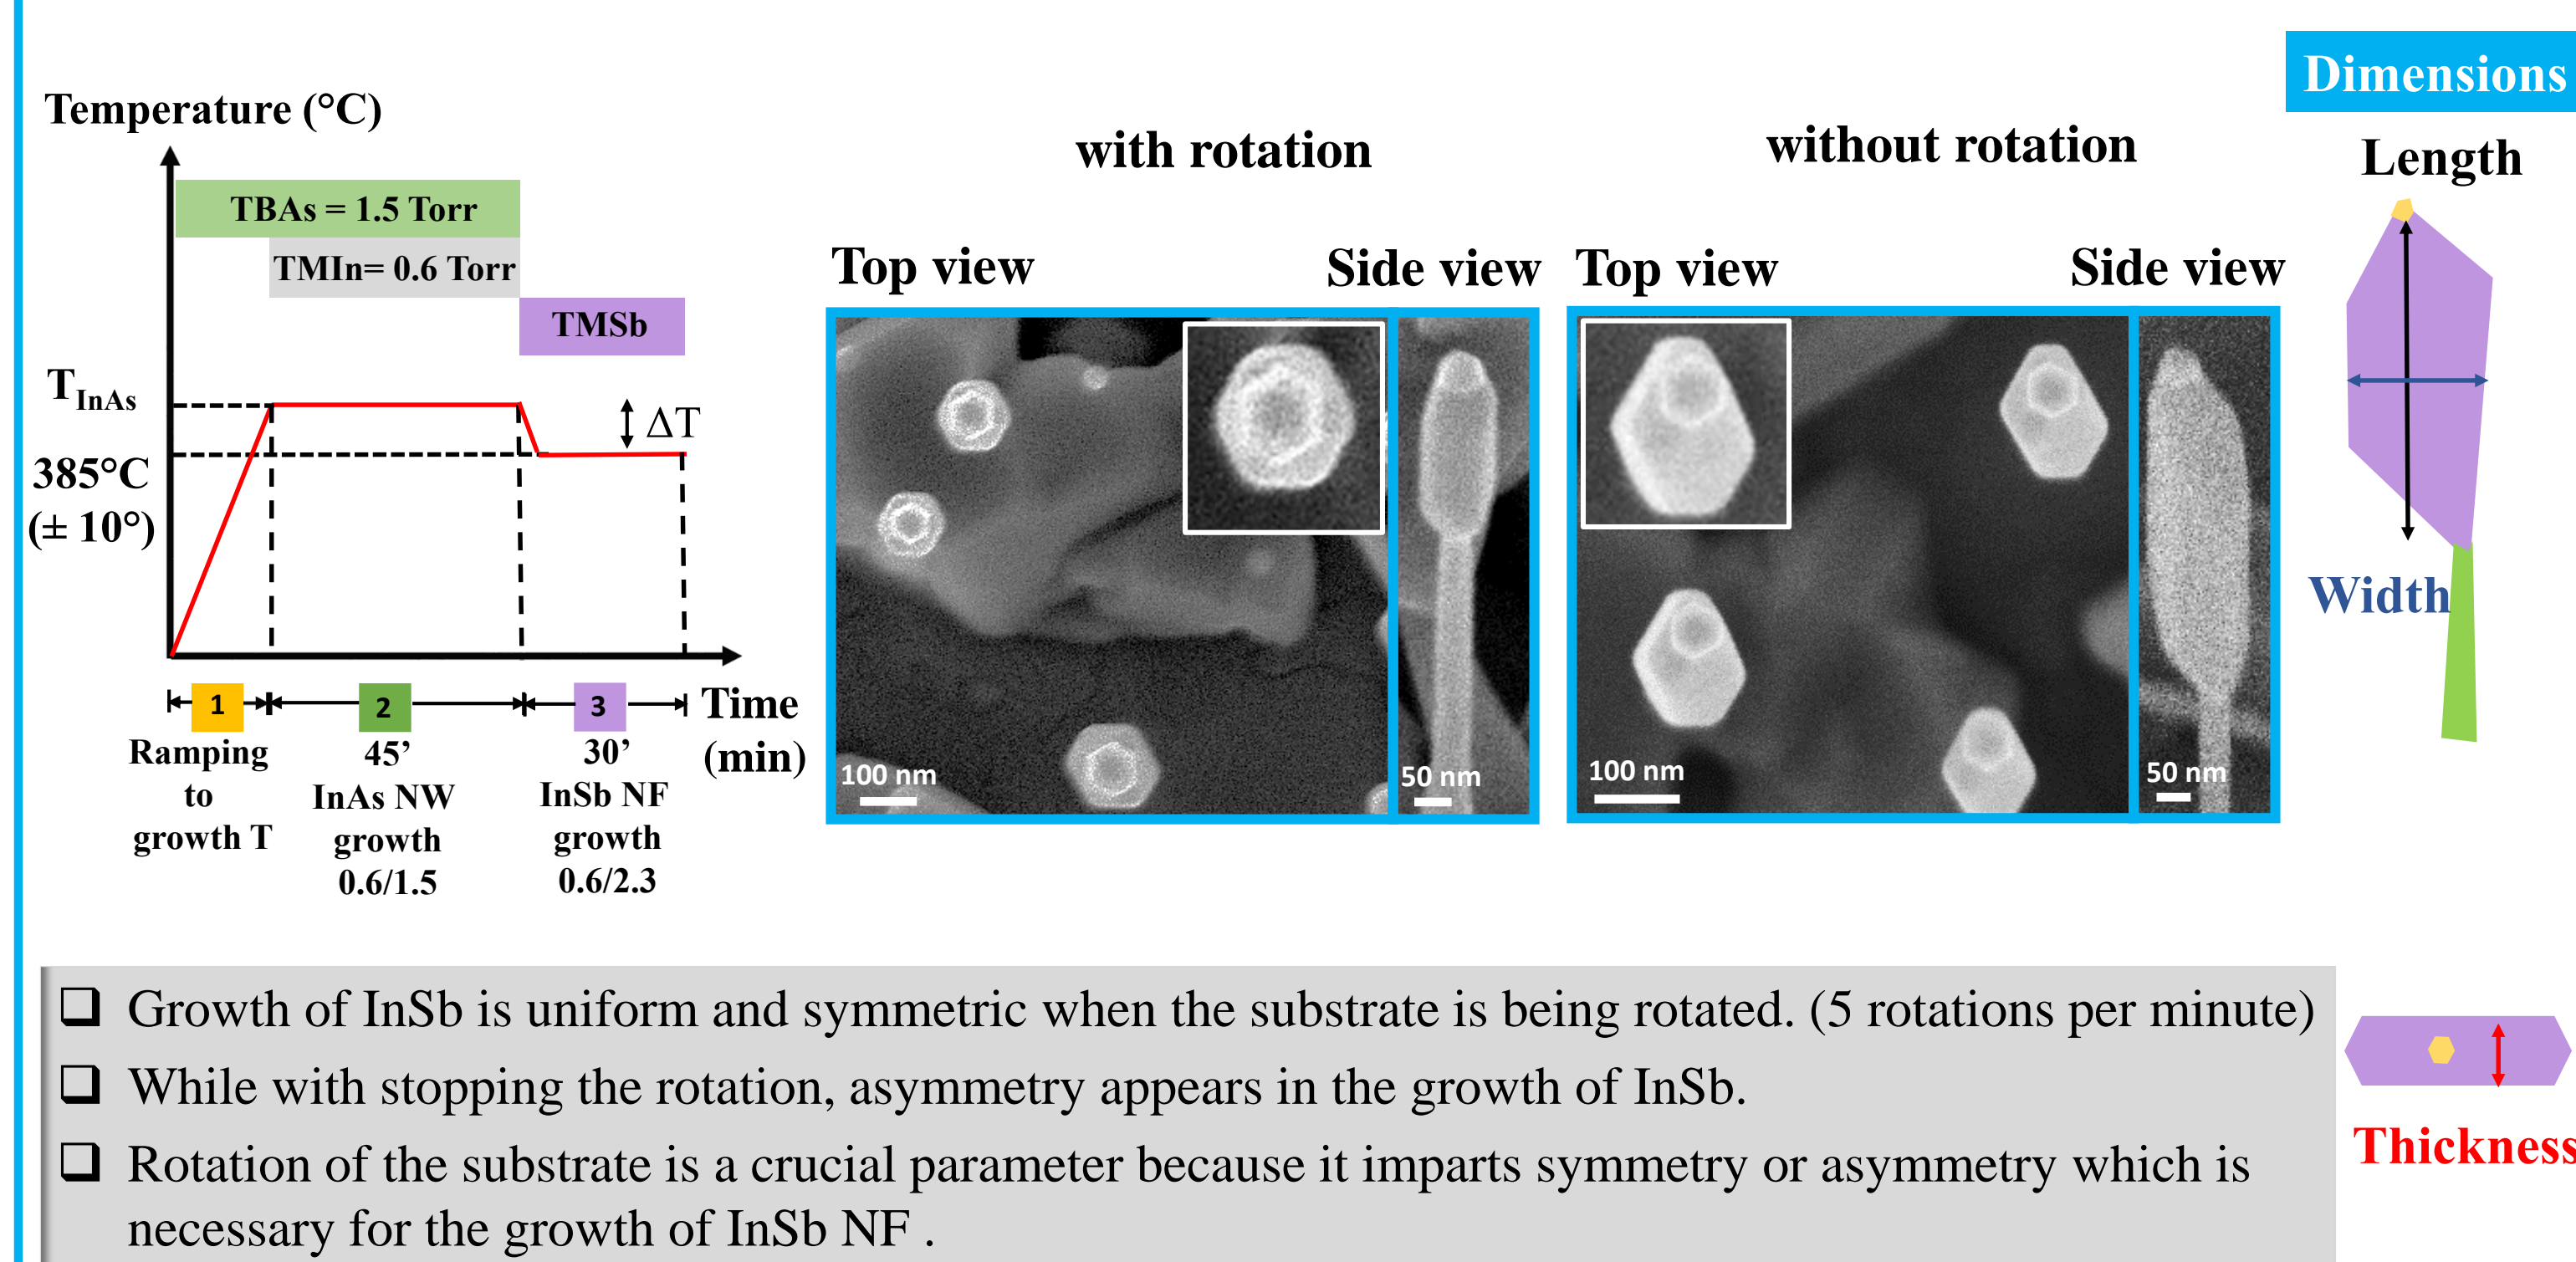 Dimensions
Temperature (°C)
with rotation
without rotation
Length
TBAs = 1.5 Torr
TMIn= 0.6 Torr
TMSb
Top view
Side view
Top view
Side view
T_InAs
ΔT
385°C
(± 10°)
Width
1
2
3
Time
(min)
Ramping
to
growth T
45’
InAs NW
growth
0.6/1.5
30’
InSb NF
growth
0.6/2.3
100 nm
50 nm
100 nm
50 nm
❑ Growth of InSb is uniform and symmetric when the substrate is being rotated. (5 rotations per minute)
❑ While with stopping the rotation, asymmetry appears in the growth of InSb.
❑ Rotation of the substrate is a crucial parameter because it imparts symmetry or asymmetry which is
necessary for the growth of InSb NF .
Thickness